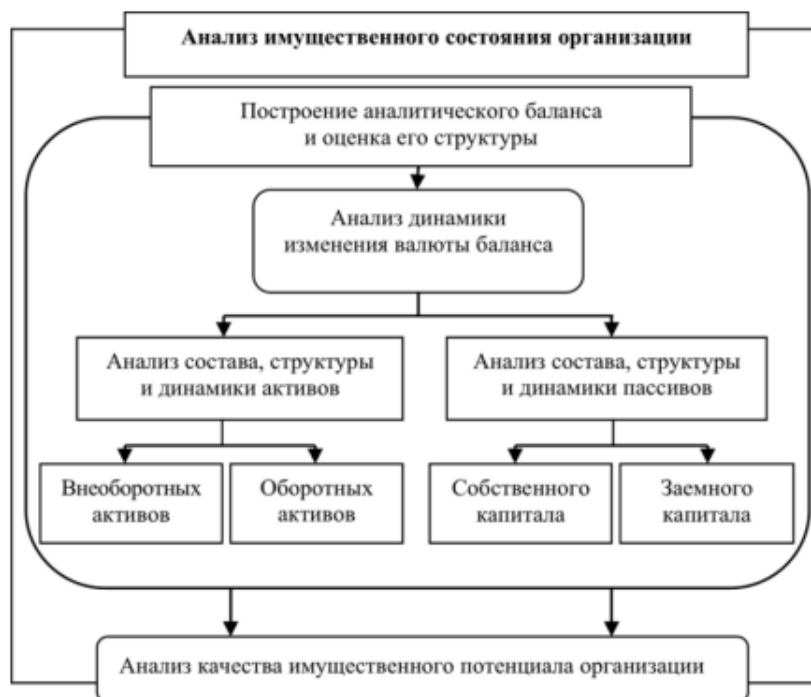 Анализ имущественного состояния организации
Построение аналитического баланса
и оценка его структуры
Анализ динамики
изменения валюты баланса
Анализ состава, структуры
и динамики активов
Анализ состава, структуры
и динамики пассивов
Внеоборотных
активов
Оборотных
активов
Собственного
капитала
Заемного
капитала
Анализ качества имущественного потенциала организации